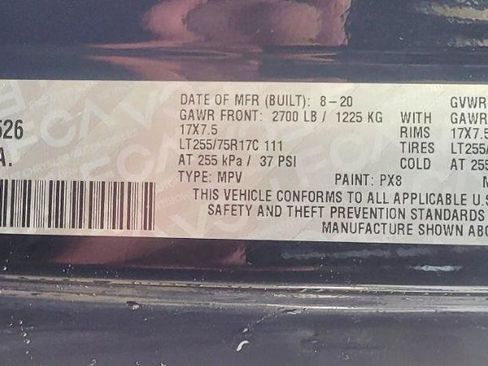 DATE OF MFR (BUILT): 8-20 GVWR
GAWR FRONT: 2700 LB / 1225 KG WITH GAWR
526 17X7.5 RIMS 17X7.5
A. LT255/75R17C 111 TIRES LT255/
AT 255 kPa / 37 PSI COLD AT 255
TYPE: MPV PAINT: PX8
THIS VEHICLE CONFORMS TO ALL APPLICABLE U.S
SAFETY AND THEFT PREVENTION STANDARDS
MANUFACTURE SHOWN ABO